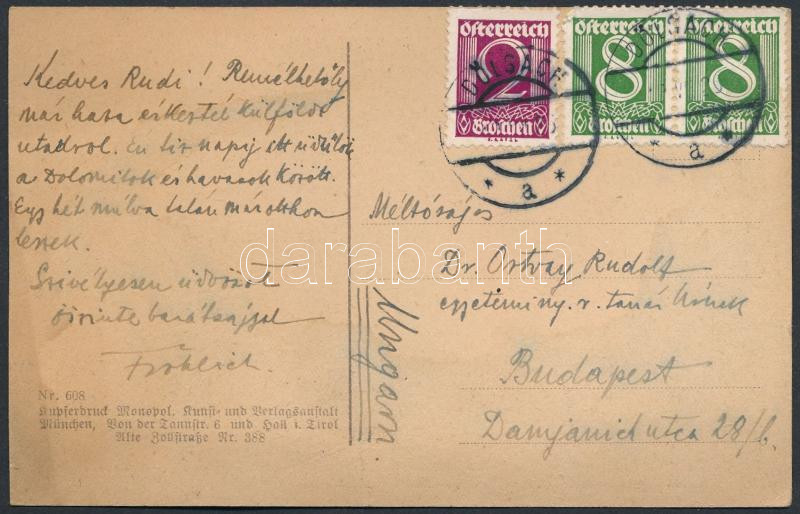 Österreich
2
Groschen
Österreich
8
Groschen
Österreich
8
Groschen
DÖLSACH
* a *
DÖLSACH
* a *
Kedves Rudi! Remélhetőleg
már haza érkeztél külföldi
utadról. Én tíz napig itt üdülök
a Dolomitok és havasok között.
Egy hét múlva talán már otthon
leszek.
Szívélyesen üdvözöl
őszinte barátsággal
Fröhlich
Nr. 608
Kupferdruck Monopol. Kunst- und Verlagsanstalt
München, Von der Tannstr. 6 und Hall i. Tirol
Alte Zollstraße Nr. 388
Ungarn
Méltóságos
Dr. Ortvay Rudolf
egyetemi ny. r. tanár Úrnak
Budapest
Damjanich utca 28/b.
darabanth